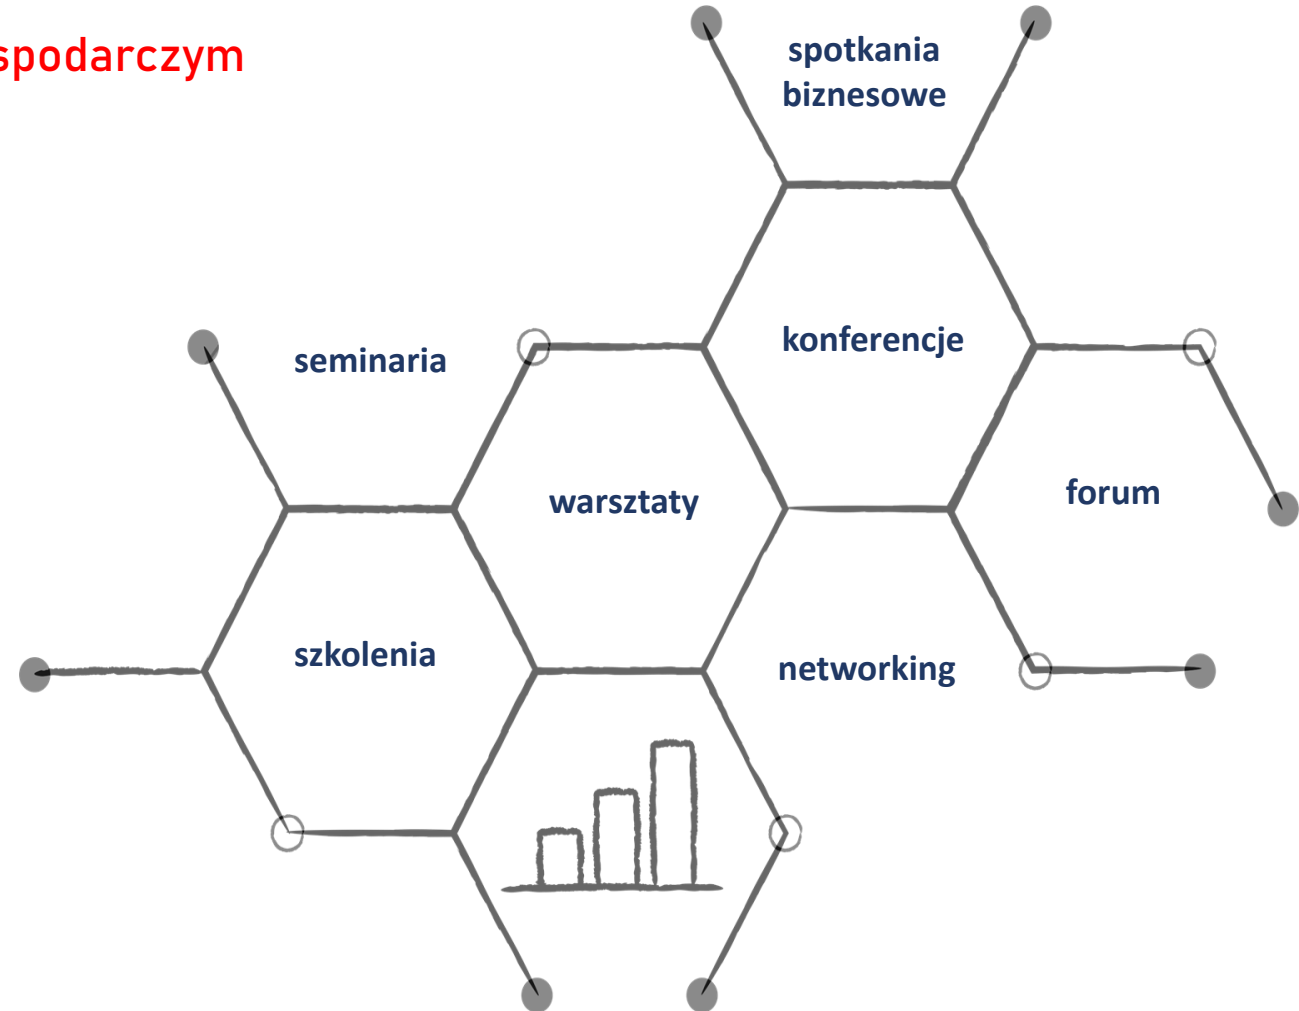 spodarczym
spotkania
biznesowe
konferencje
seminaria
warsztaty
forum
szkolenia
networking